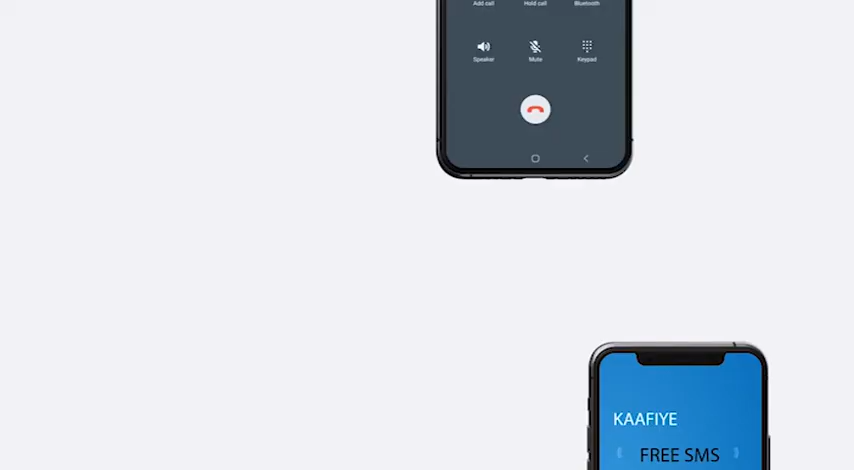 Add call Hold call Bluetooth
Speaker Mute Keypad
KAAFIYE
FREE SMS